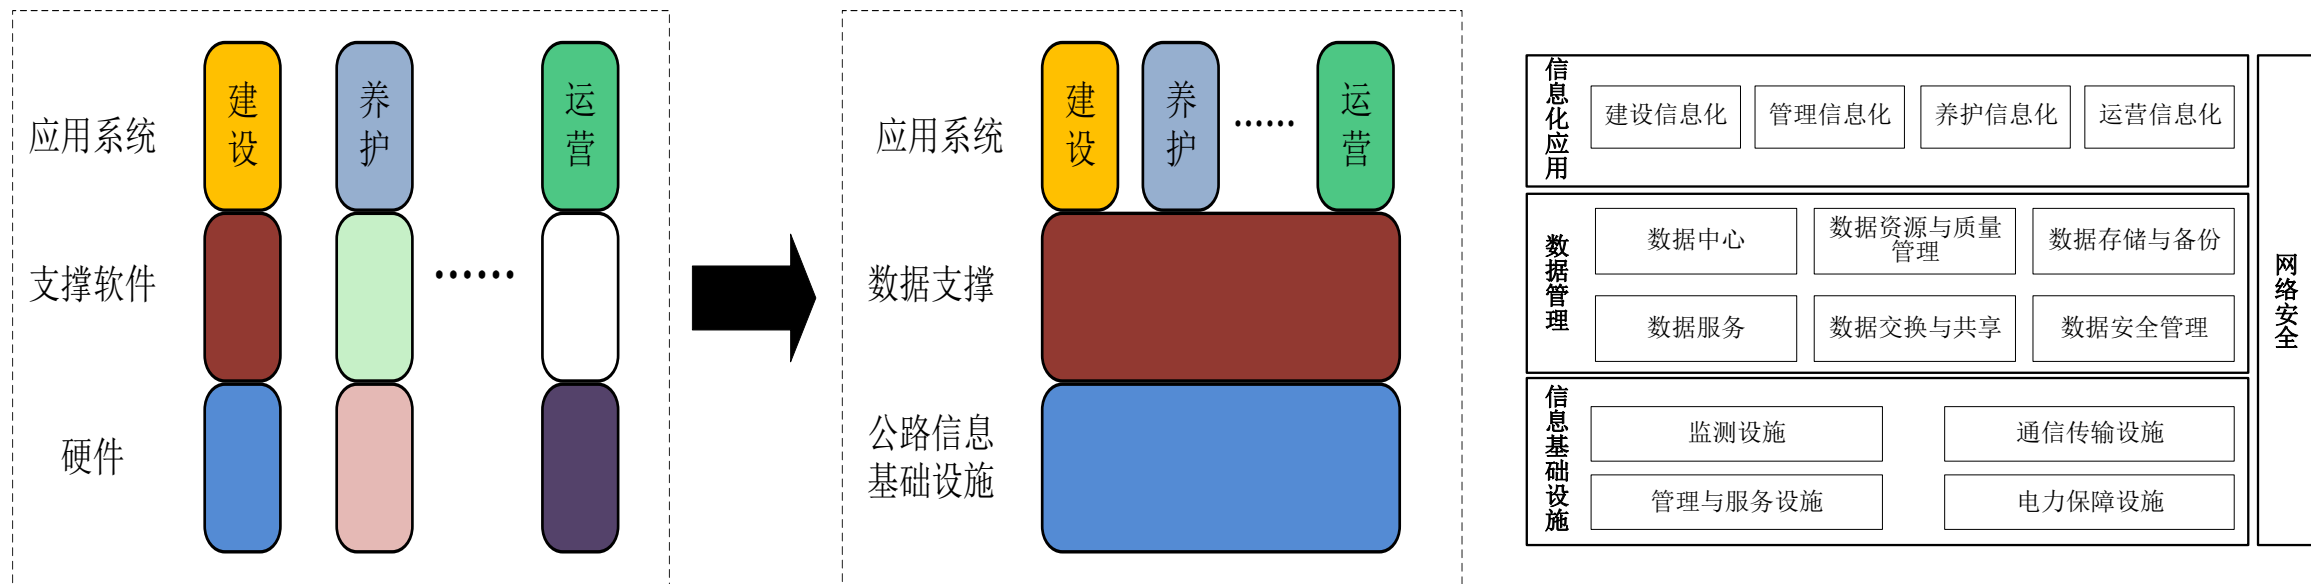 应用系统
建设
养护
运营
支撑软件
……
硬件
应用系统
建设
养护
……
运营
数据支撑
公路信息
基础设施
信息化应用
建设信息化
管理信息化
养护信息化
运营信息化
数据管理
数据中心
数据资源与质量
管理
数据存储与备份
数据服务
数据交换与共享
数据安全管理
信息基础设施
监测设施
通信传输设施
管理与服务设施
电力保障设施
网络安全